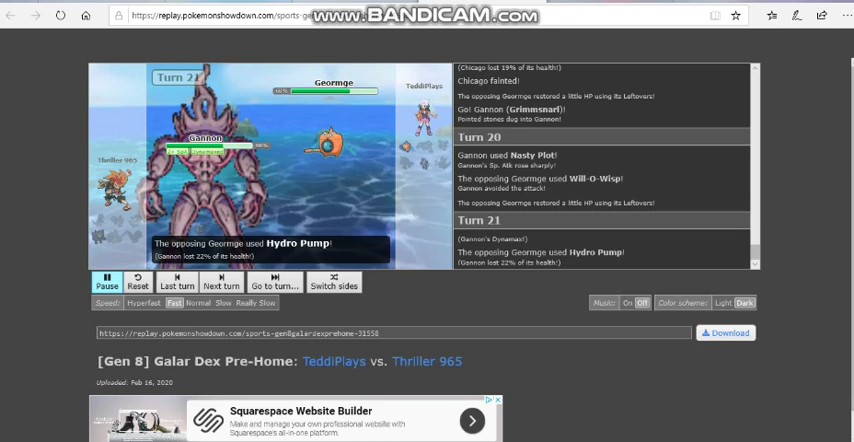 https://replay.pokemonshowdown.com/sports-gen
www.BANDICAM.com
Turn 21
Geormge
TeddiPlays
Gannon
Thriller 965
The opposing Geormge used Hydro Pump!
(Gannon lost 22% of its health!)
(Chicago lost 19% of its health!)
Chicago fainted!
The opposing Geormge restored a little HP using its Leftovers!
Go! Gannon (Grimmsnarl)!
Pointed stones dug into Gannon!
Turn 20
Gannon used Nasty Plot!
Gannon's Sp. Atk rose sharply!
The opposing Geormge used Will-O-Wisp!
Gannon avoided the attack!
The opposing Geormge restored a little HP using its Leftovers!
Turn 21
(Gannon's Dynamax!)
The opposing Geormge used Hydro Pump!
(Gannon lost 22% of its health!)
Pause Reset Last turn Next turn Go to turn... Switch sides
Speed: Hyperfast Fast Normal Slow Really Slow Music: On Off Color scheme: Light Dark
https://replay.pokemonshowdown.com/sports-gen8galardexprehome-31558
Download
[Gen 8] Galar Dex Pre-Home: TeddiPlays vs. Thriller 965
Uploaded: Feb 16, 2020
Squarespace Website Builder
Make and manage your own professional website with
Squarespace's all-in-one platform.